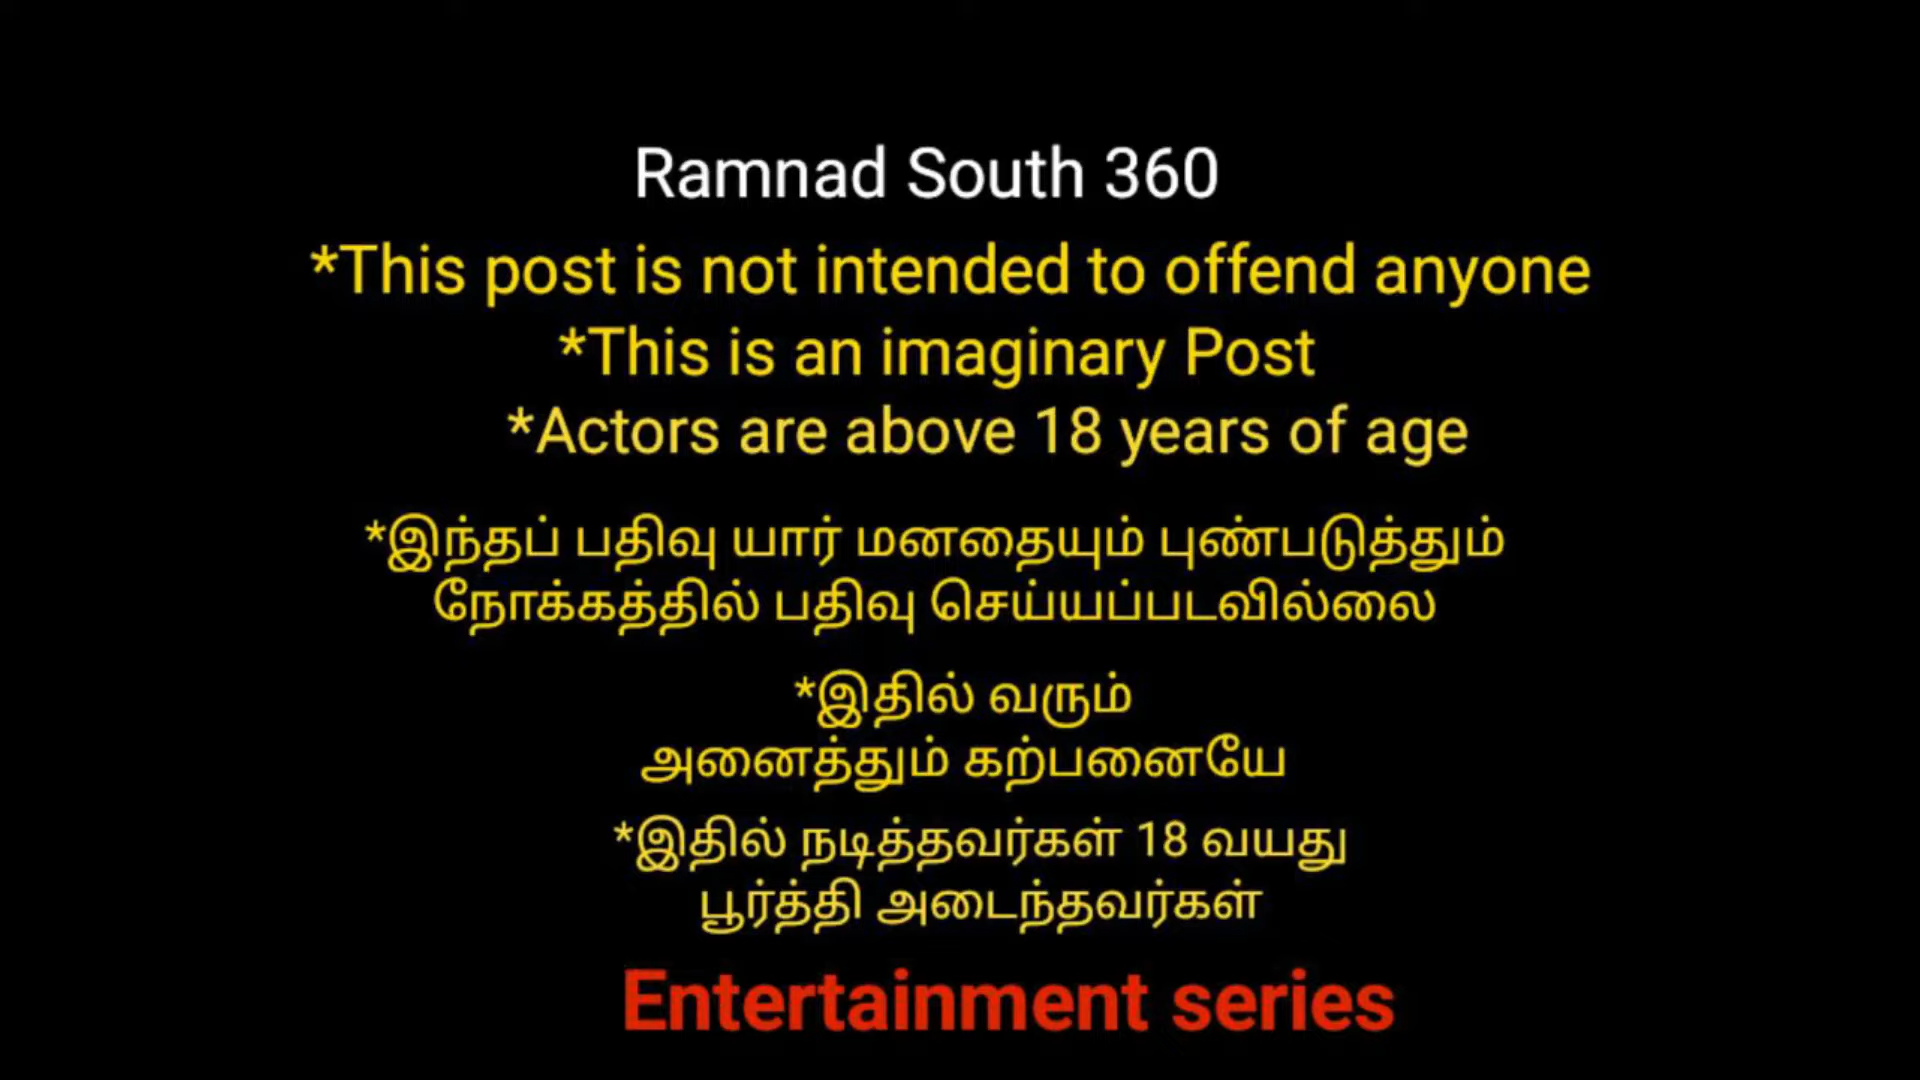 Ramnad South 360
*This post is not intended to offend anyone
*This is an imaginary Post
*Actors are above 18 years of age
*இந்தப் பதிவு யார் மனதையும் புண்படுத்தும்
நோக்கத்தில் பதிவு செய்யப்படவில்லை
*இதில் வரும்
அனைத்தும் கற்பனையே
*இதில் நடித்தவர்கள் 18 வயது
பூர்த்தி அடைந்தவர்கள்
Entertainment series